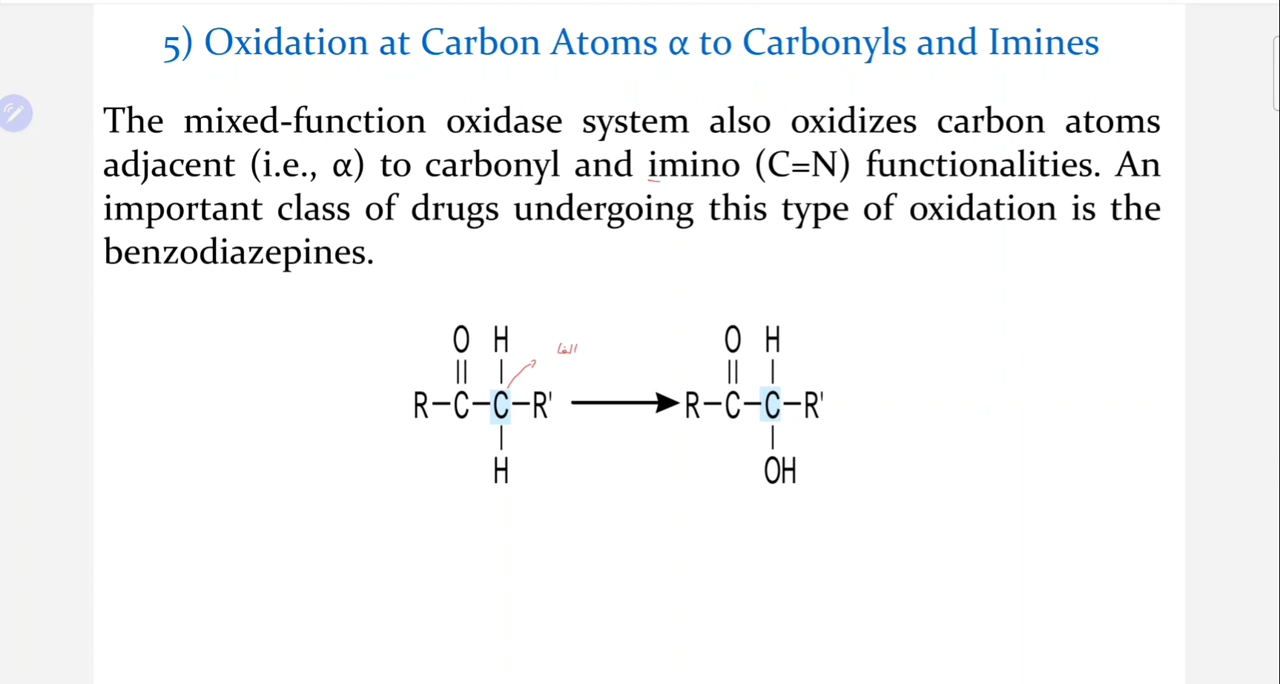 5) Oxidation at Carbon Atoms α to Carbonyls and Imines
The mixed-function oxidase system also oxidizes carbon atoms
adjacent (i.e., α) to carbonyl and imino (C=N) functionalities. An
important class of drugs undergoing this type of oxidation is the
benzodiazepines.
O H O H
الفا
R-C-C-R' R-C-C-R'
H OH